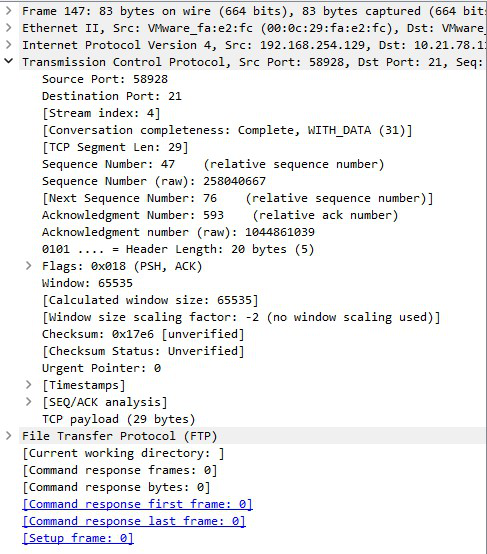 Frame 147: 83 bytes on wire (664 bits), 83 bytes captured (664 bits
Ethernet II, Src: VMware_fa:e2:fc (00:0c:29:fa:e2:fc), Dst: VMware_
Internet Protocol Version 4, Src: 192.168.254.129, Dst: 10.21.78.1
Transmission Control Protocol, Src Port: 58928, Dst Port: 21, Seq:
Source Port: 58928
Destination Port: 21
[Stream index: 4]
[Conversation completeness: Complete, WITH_DATA (31)]
[TCP Segment Len: 29]
Sequence Number: 47    (relative sequence number)
Sequence Number (raw): 258040667
[Next Sequence Number: 76    (relative sequence number)]
Acknowledgment Number: 593    (relative ack number)
Acknowledgment number (raw): 1044861039
0101 .... = Header Length: 20 bytes (5)
Flags: 0x018 (PSH, ACK)
Window: 65535
[Calculated window size: 65535]
[Window size scaling factor: -2 (no window scaling used)]
Checksum: 0x17e6 [unverified]
[Checksum Status: Unverified]
Urgent Pointer: 0
[Timestamps]
[SEQ/ACK analysis]
TCP payload (29 bytes)
File Transfer Protocol (FTP)
[Current working directory: ]
[Command response frames: 0]
[Command response bytes: 0]
[Command response first frame: 0]
[Command response last frame: 0]
[Setup frame: 0]